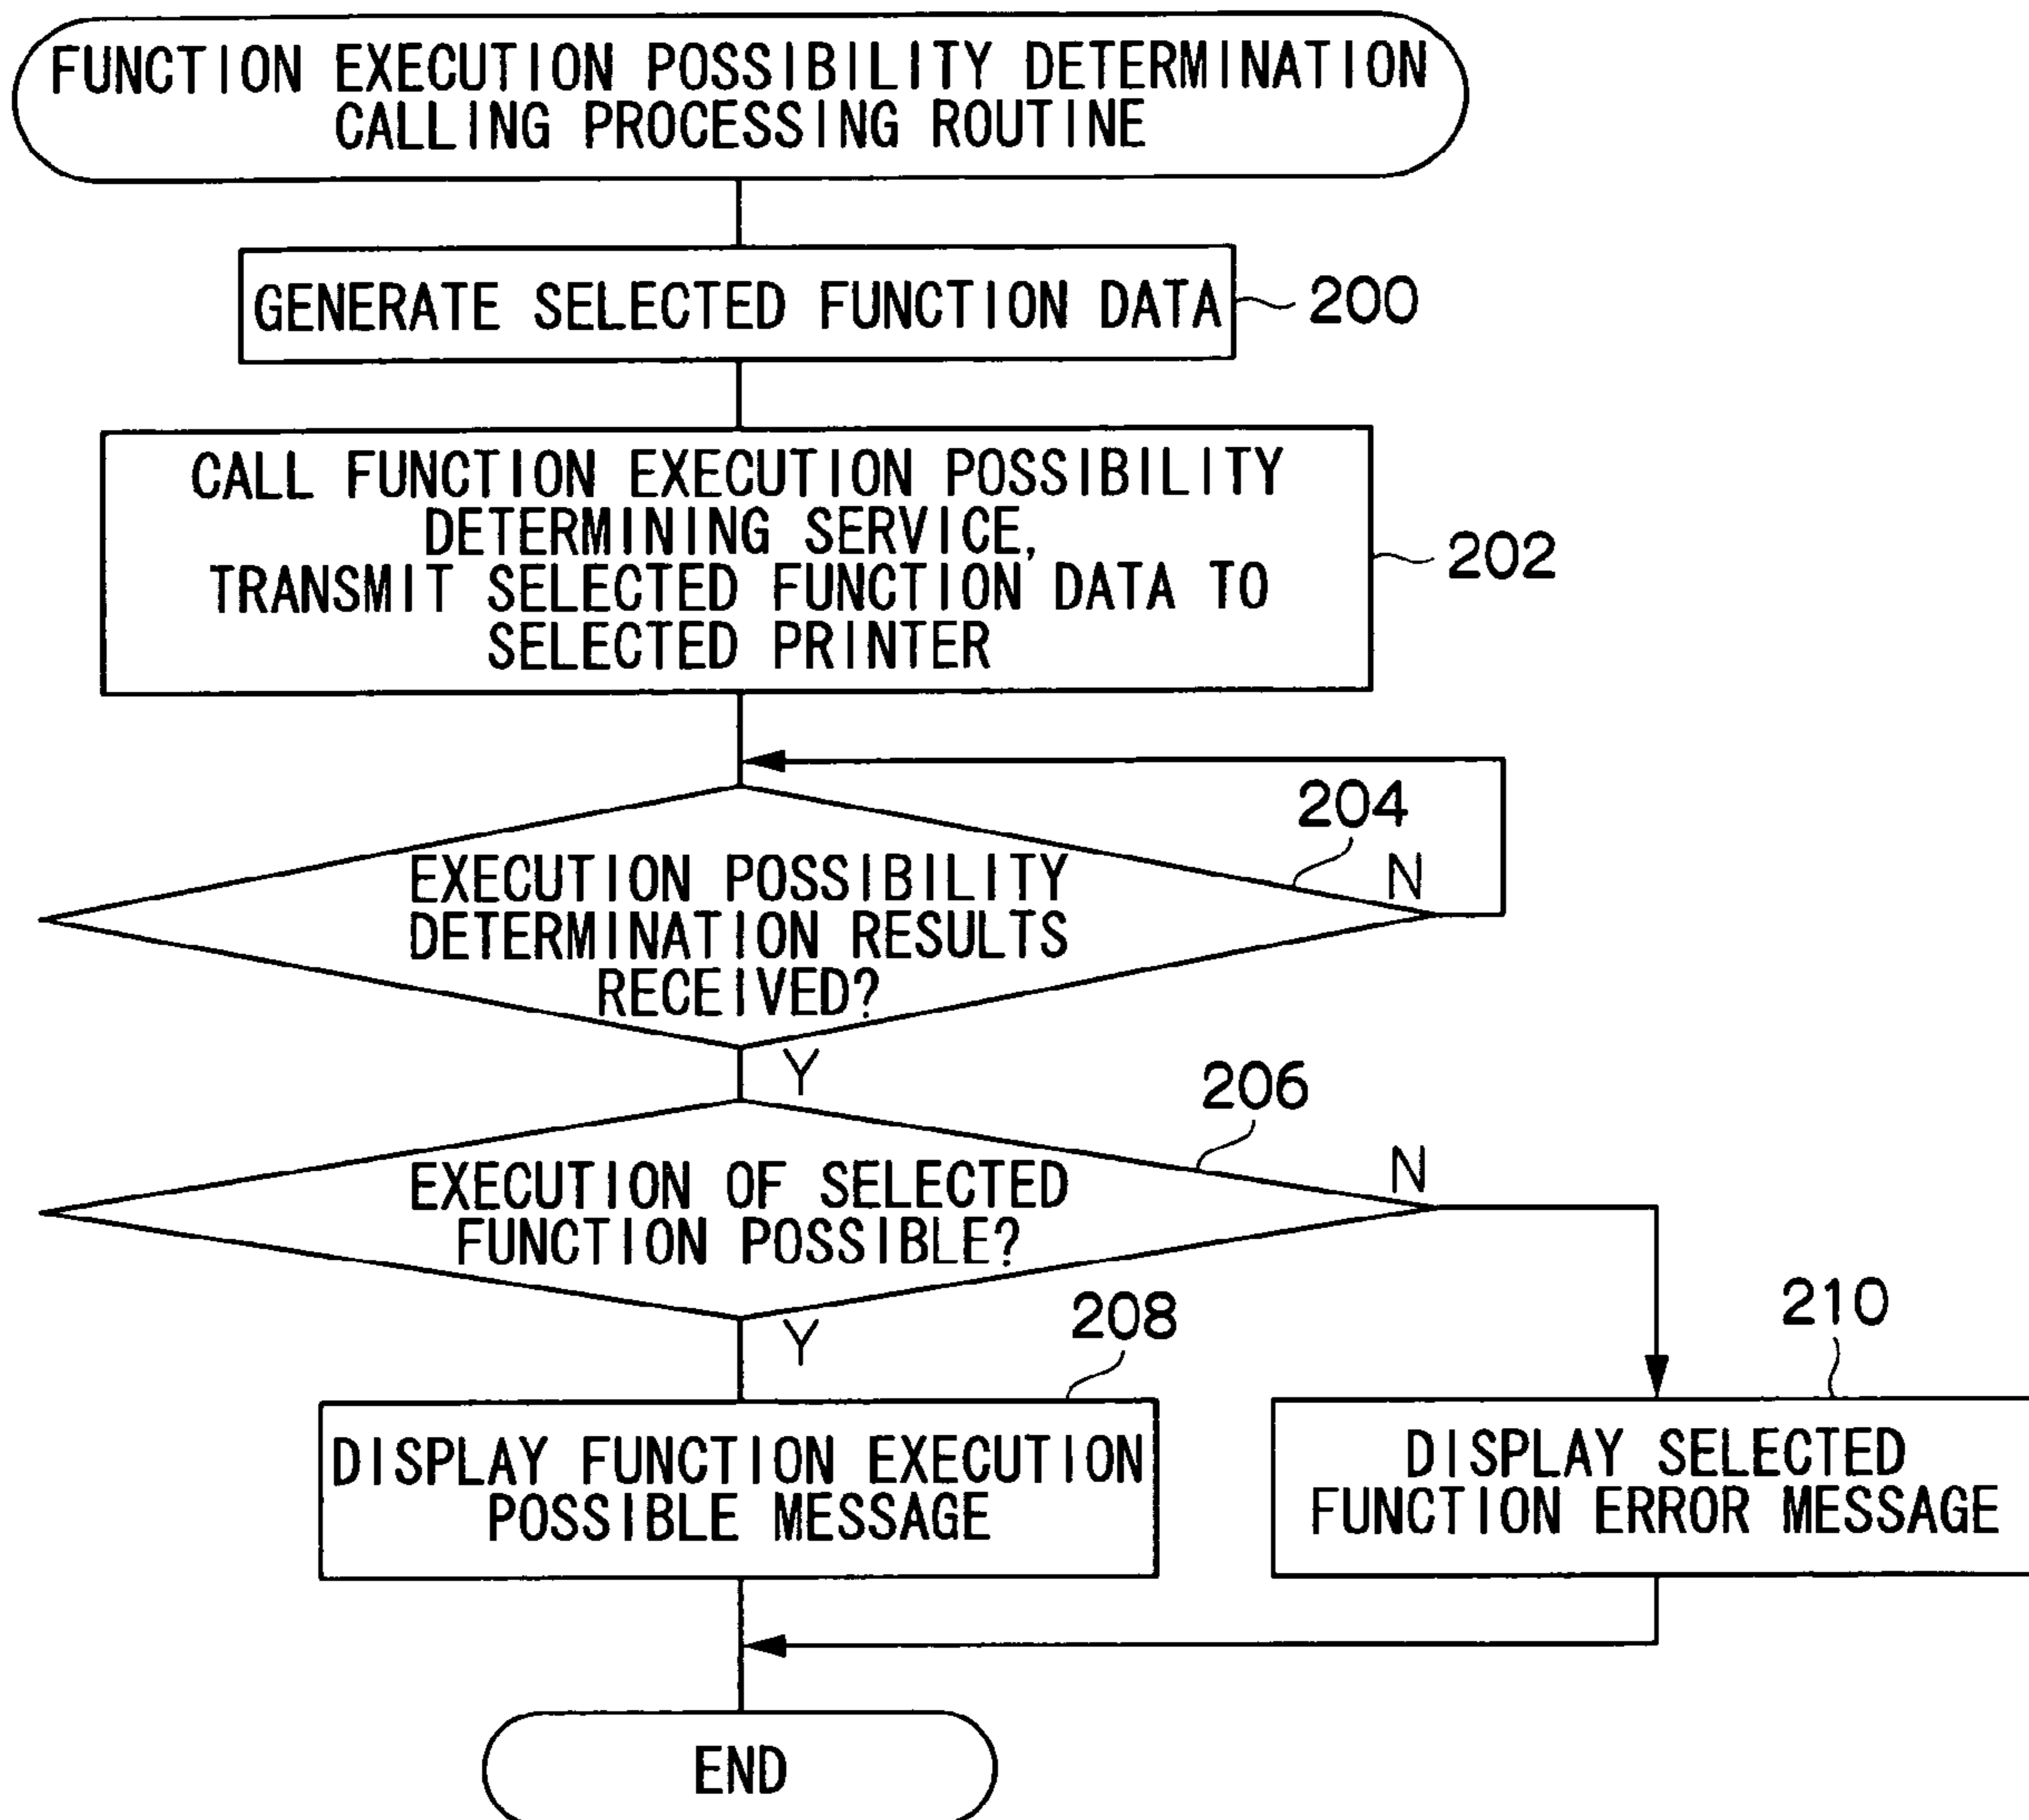 FUNCTION EXECUTION POSSIBILITY DETERMINATION
CALLING PROCESSING ROUTINE
GENERATE SELECTED FUNCTION DATA
200
CALL FUNCTION EXECUTION POSSIBILITY
DETERMINING SERVICE,
TRANSMIT SELECTED FUNCTION DATA TO
SELECTED PRINTER
202
204
N
EXECUTION POSSIBILITY
DETERMINATION RESULTS
RECEIVED?
Y
206
N
EXECUTION OF SELECTED
FUNCTION POSSIBLE?
Y
208
210
DISPLAY FUNCTION EXECUTION
POSSIBLE MESSAGE
DISPLAY SELECTED
FUNCTION ERROR MESSAGE
END